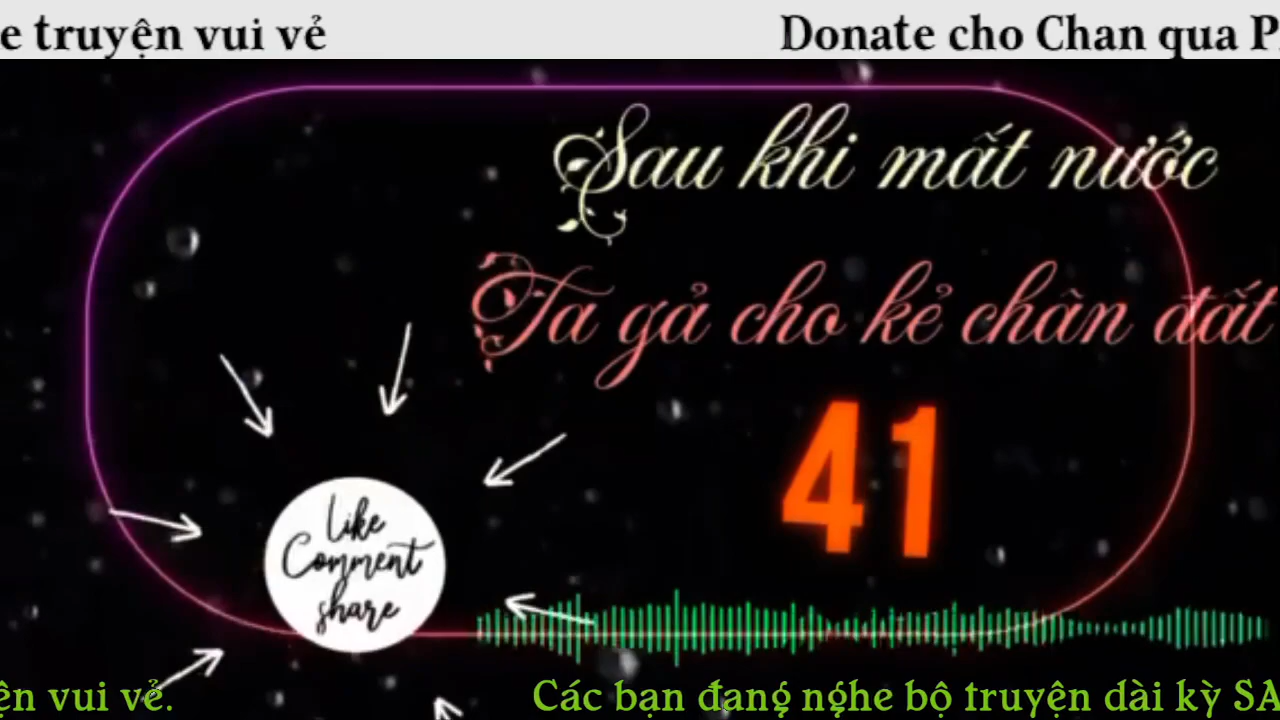 e truyện vui vẻ
Donate cho Chan qua P
Sau khi mất nước
Ta gả cho kẻ chân đất
41
like
Comment
share
ện vui vẻ.
Các bạn đang nghe bộ truyện dài kỳ SA